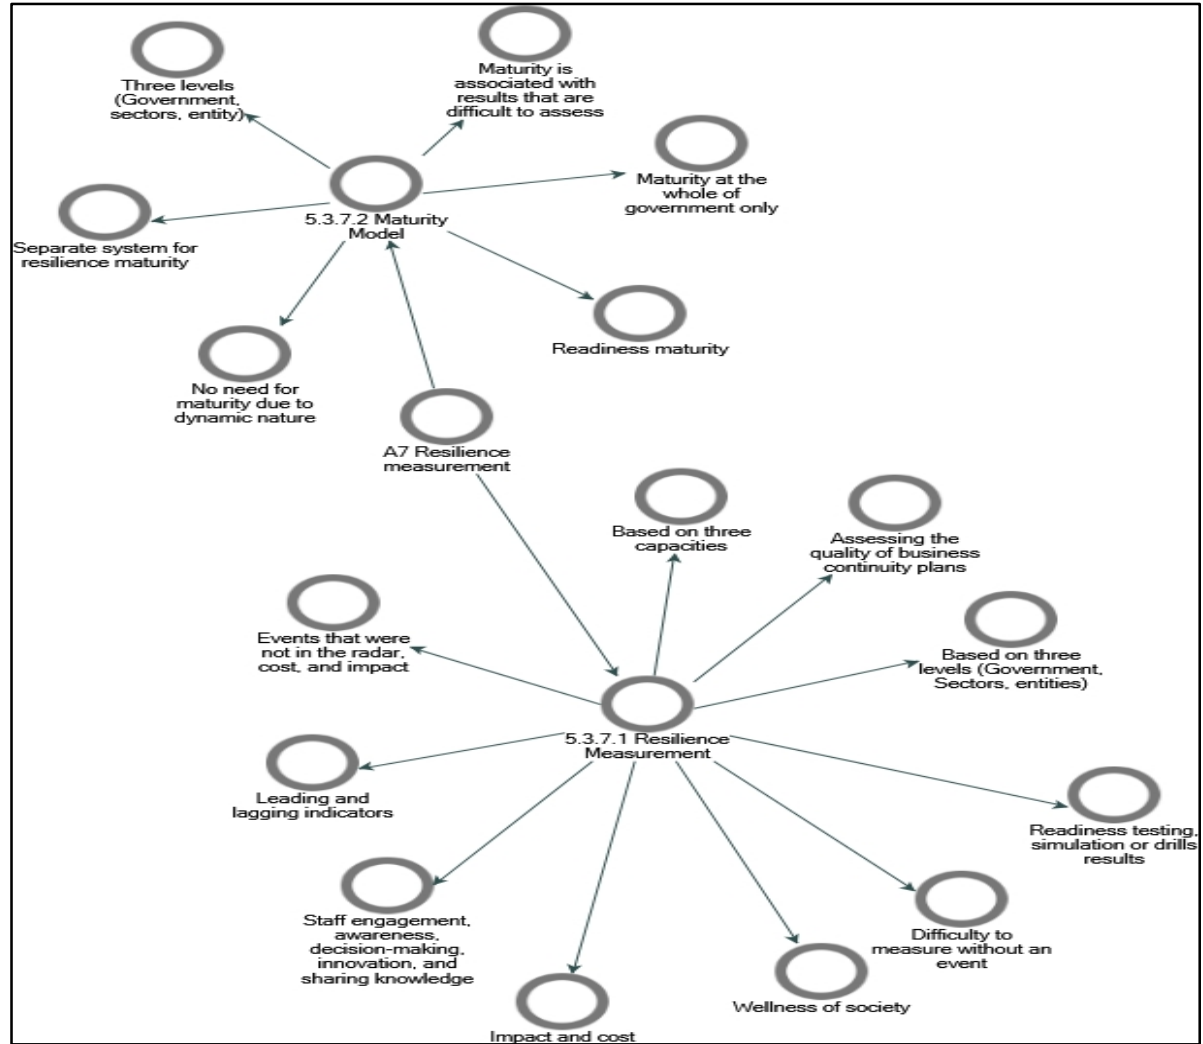 Three levels
(Government,
sectors, entity)
Maturity is
associated with
results that are
difficult to assess
Maturity at the
whole of
government only
5.3.7.2 Maturity
Model
Separate system for
resilience maturity
Readiness maturity
No need for
maturity due to
dynamic nature
A7 Resilience
measurement
Based on three
capacities
Assessing the
quality of business
continuity plans
Events that were
not in the radar,
cost, and impact
Based on three
levels (Government,
Sectors, entities)
5.3.7.1 Resilience
Measurement
Leading and
lagging indicators
Readiness testing,
simulation or drills
results
Staff engagement,
awareness,
decision-making,
innovation, and
sharing knowledge
Difficulty to
measure without an
event
Wellness of society
Impact and cost